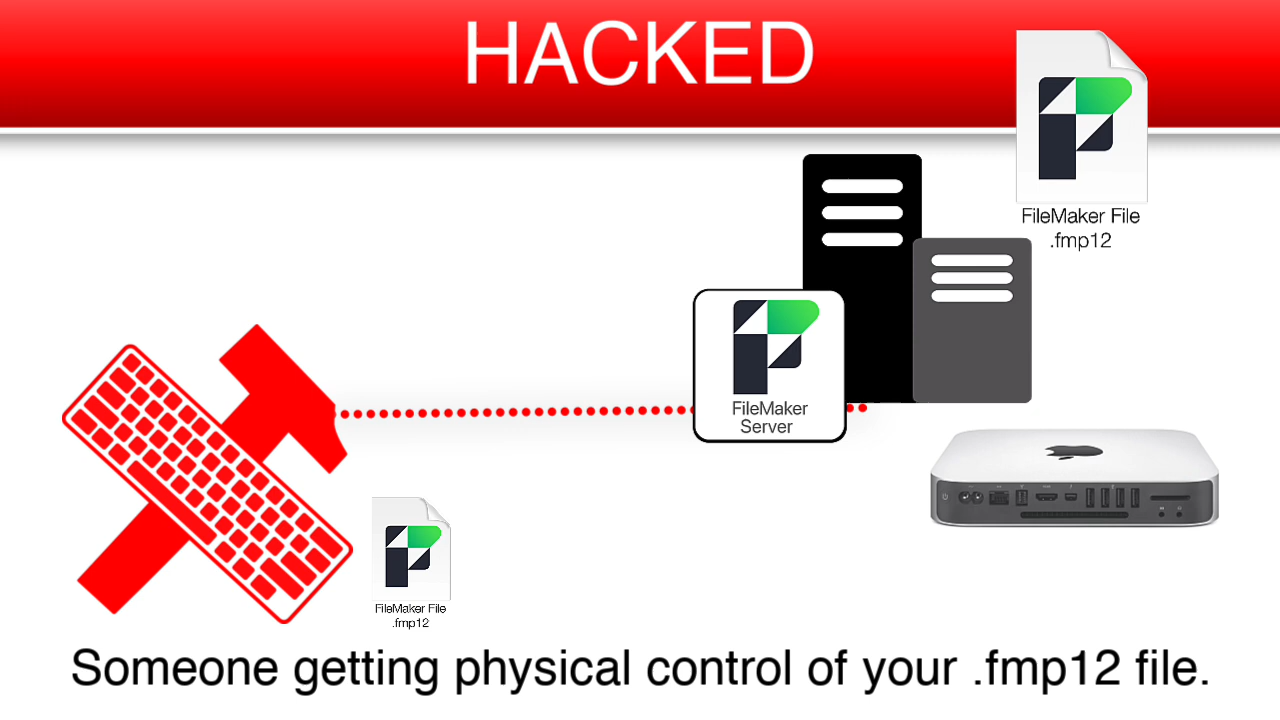 HACKED
FileMaker File
.fmp12
FileMaker
Server
FileMaker File
.fmp12
Someone getting physical control of your .fmp12 file.